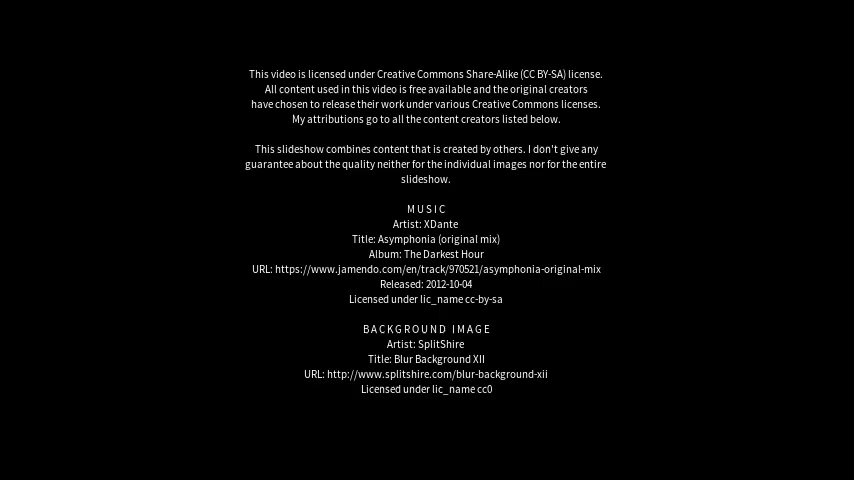 This video is licensed under Creative Commons Share-Alike (CC BY-SA) license.
All content used in this video is free available and the original creators
have chosen to release their work under various Creative Commons licenses.
My attributions go to all the content creators listed below.
This slideshow combines content that is created by others. I don't give any
guarantee about the quality neither for the individual images nor for the entire
slideshow.
MUSIC
Artist: XDante
Title: Asymphonia (original mix)
Album: The Darkest Hour
URL: https://www.jamendo.com/en/track/970521/asymphonia-original-mix
Released: 2012-10-04
Licensed under lic_name cc-by-sa
BACKGROUND IMAGE
Artist: SplitShire
Title: Blur Background XII
URL: http://www.splitshire.com/blur-background-xii
Licensed under lic_name cc0